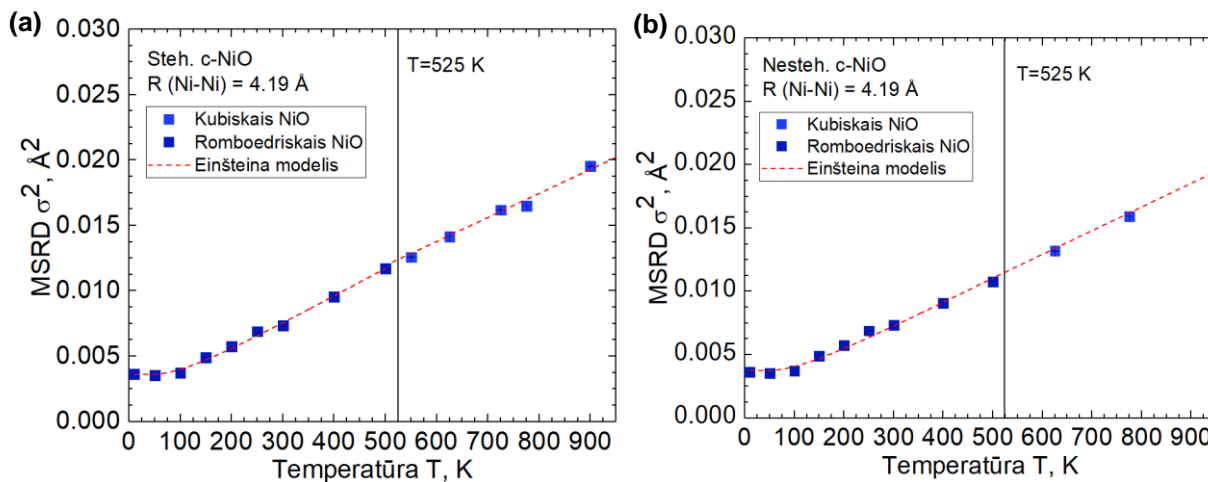 (a)
0.030
0.025
0.020
0.015
0.010
0.005
0.000
MSRD σ², Å²
Steh. c-NiO
R (Ni-Ni) = 4.19 Å
Kubiskais NiO
Romboedriskais NiO
Einšteina modelis
T=525 K
0 100 200 300 400 500 600 700 800 900
Temperatūra T, K
(b)
0.030
0.025
0.020
0.015
0.010
0.005
0.000
MSRD σ², Å²
Nesteh. c-NiO
R (Ni-Ni) = 4.19 Å
Kubiskais NiO
Romboedriskais NiO
Einšteina modelis
T=525 K
0 100 200 300 400 500 600 700 800 900
Temperatūra T, K